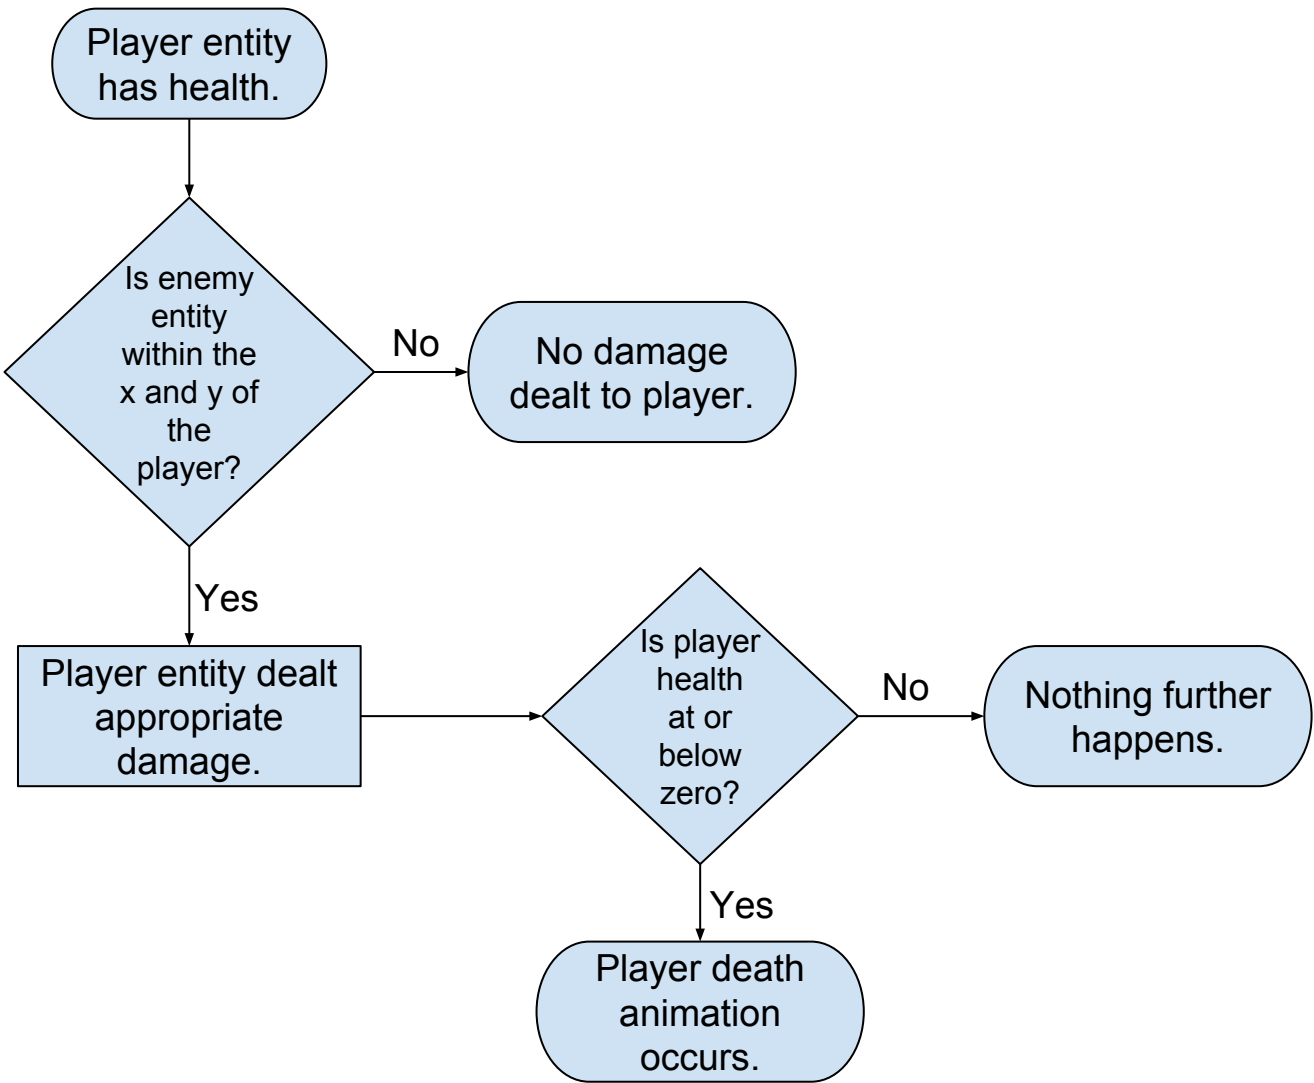 Player entity
has health.
Is enemy
entity
within the
x and y of
the
player?
No
No damage
dealt to player.
Yes
Player entity dealt
appropriate
damage.
Is player
health
at or
below
zero?
No
Nothing further
happens.
Yes
Player death
animation
occurs.